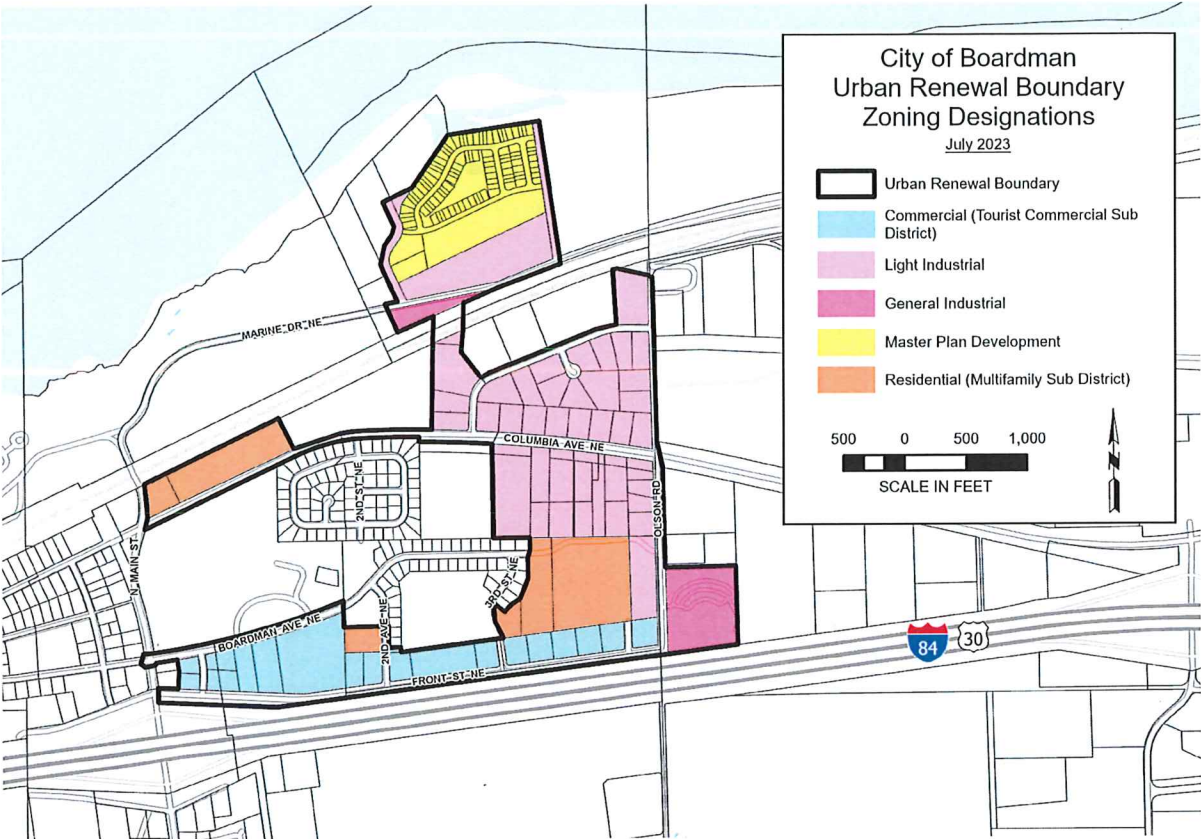 City of Boardman
Urban Renewal Boundary
Zoning Designations
July 2023
Urban Renewal Boundary
Commercial (Tourist Commercial Sub
District)
Light Industrial
General Industrial
Master Plan Development
Residential (Multifamily Sub District)
500 0 500 1,000
SCALE IN FEET
N
MARINE DR NE
COLUMBIA AVE NE
2ND ST NE
OLSON RD
N MAIN ST
3RD ST NE
BOARDMAN AVE NE
2ND AVE NE
FRONT ST NE
84
30